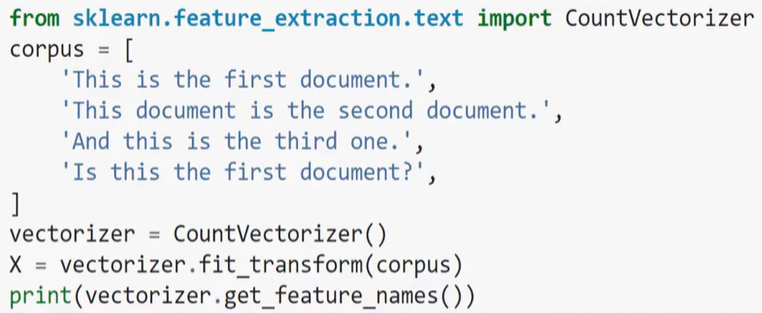 from sklearn.feature_extraction.text import CountVectorizer
corpus = [
    'This is the first document.',
    'This document is the second document.',
    'And this is the third one.',
    'Is this the first document?',
]
vectorizer = CountVectorizer()
X = vectorizer.fit_transform(corpus)
print(vectorizer.get_feature_names())